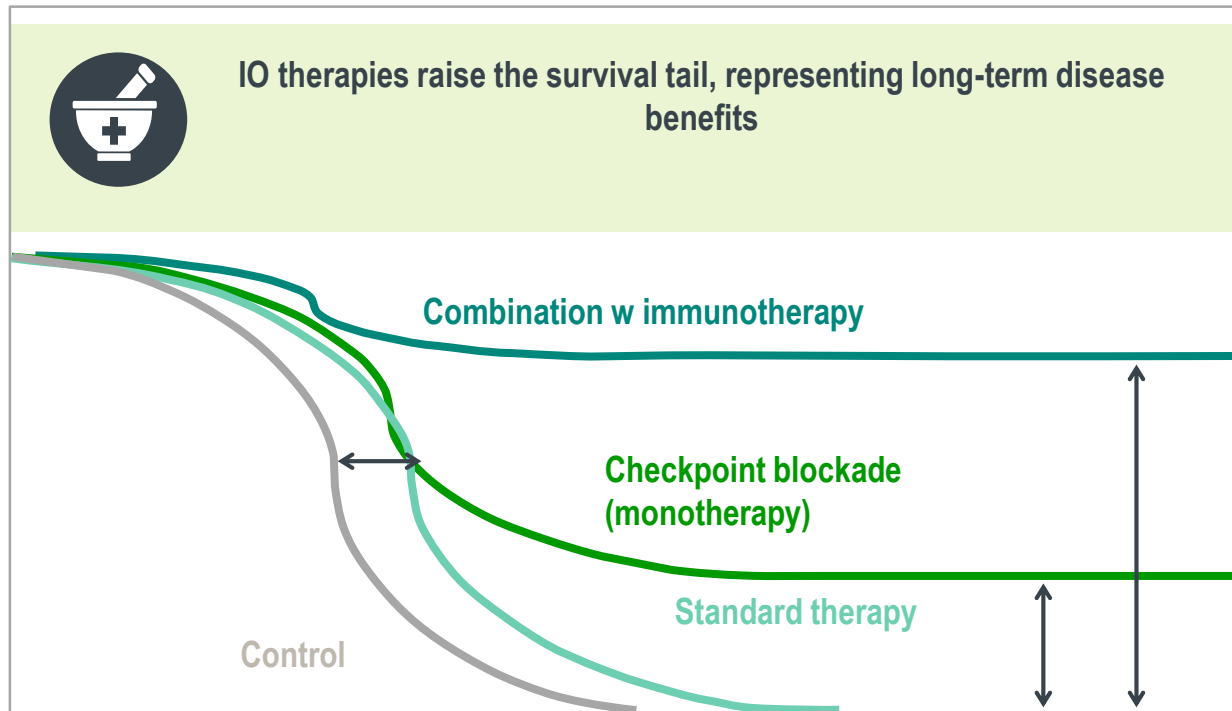 IO therapies raise the survival tail, representing long-term disease
benefits
Combination w immunotherapy
Checkpoint blockade
(monotherapy)
Standard therapy
Control